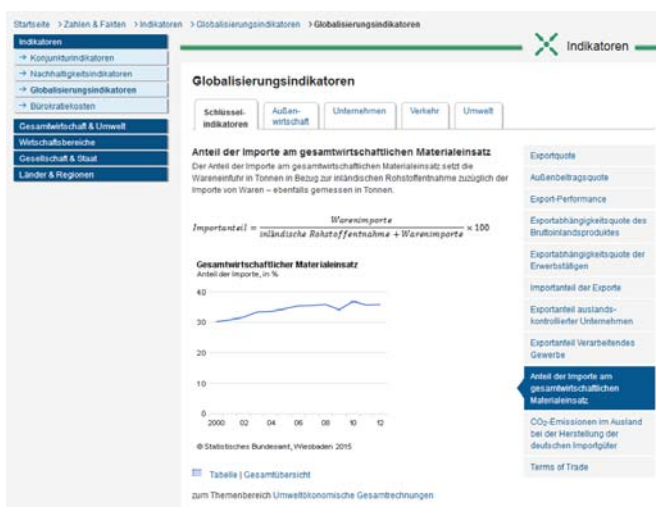 Startseite > Zahlen & Fakten > Indikatoren > Globalisierungsindikatoren > Globalisierungsindikatoren
Indikatoren
→ Konjunkturindikatoren
→ Nachhaltigkeitsindikatoren
→ Globalisierungsindikatoren
→ Bürokratiekosten
Gesamtwirtschaft & Umwelt
Wirtschaftsbereiche
Gesellschaft & Staat
Länder & Regionen
Indikatoren
Globalisierungsindikatoren
Schlüssel-
indikatoren
Außen-
wirtschaft
Unternehmen
Verkehr
Umwelt
Anteil der Importe am gesamtwirtschaftlichen Materialeinsatz
Der Anteil der Importe am gesamtwirtschaftlichen Materialeinsatz setzt die
Wareneinfuhr in Tonnen in Bezug zur inländischen Rohstoffentnahme zuzüglich der
Importe von Waren – ebenfalls gemessen in Tonnen.
Warenimporte
Importanteil = × 100
inländische Rohstoffentnahme + Warenimporte
Gesamtwirtschaftlicher Materialeinsatz
Anteil der Importe, in %
40
30
20
10
0
2000 02 04 06 08 10 12
© Statistisches Bundesamt, Wiesbaden 2015
Tabelle | Gesamtübersicht
zum Themenbereich Umweltökonomische Gesamtrechnungen
Exportquote
Außenbeitragsquote
Export-Performance
Exportabhängigkeitsquote des
Bruttoinlandsproduktes
Exportabhängigkeitsquote der
Erwerbstätigen
Importanteil der Exporte
Exportanteil auslands-
kontrollierter Unternehmen
Exportanteil Verarbeitendes
Gewerbe
Anteil der Importe am
gesamtwirtschaftlichen
Materialeinsatz
CO₂-Emissionen im Ausland
bei der Herstellung der
deutschen Importgüter
Terms of Trade